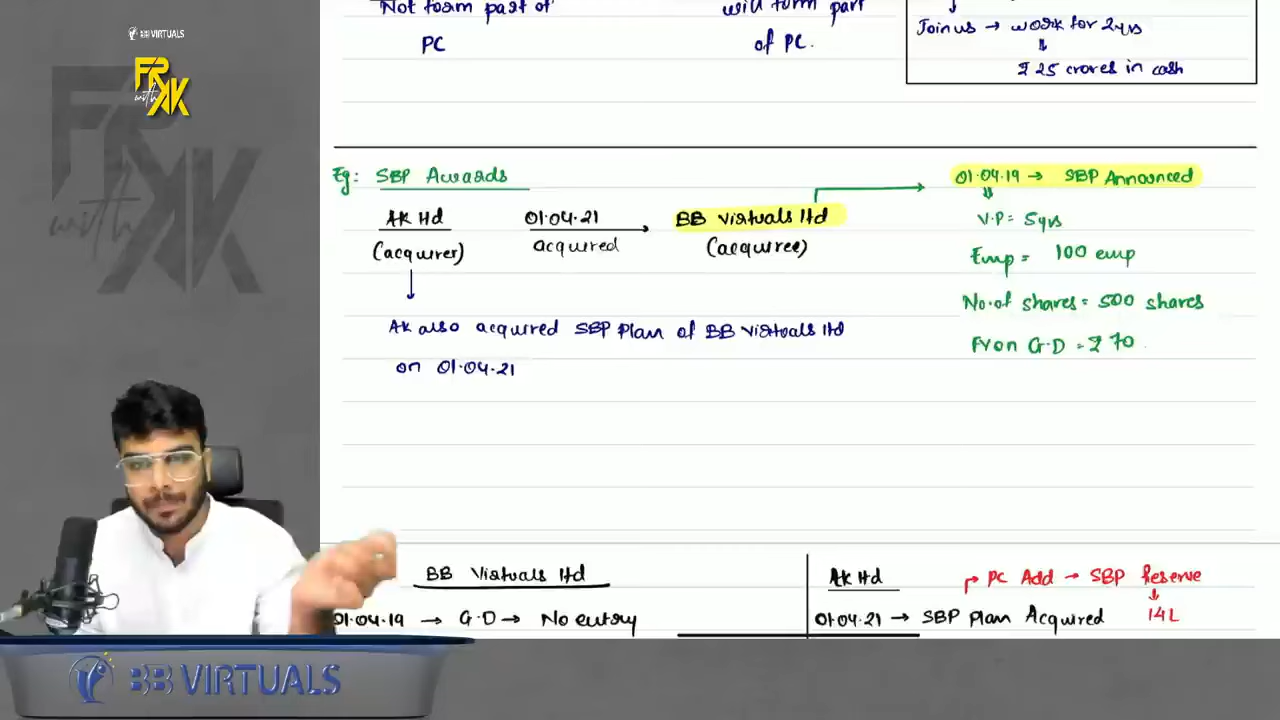 BB VIRTUALS
FR
with
AK
Not form part of
PC
will form part
of PC.
Join us → work for 2 yrs
₹ 25 crores in cash
Eg: SBP Awards
AK ltd
(acquirer)
01.04.21
acquired
BB Virtuals ltd
(acquiree)
01.04.19 → SBP Announced
V.P = 5 yrs
Emp = 100 emp
No. of shares = 500 shares
FV on G.D = ₹ 70
AK also acquired SBP Plan of BB Virtuals ltd
on 01.04.21
BB Virtuals ltd
01.04.19 → G.D → No entry
AK ltd
PC Add → SBP Reserve
14L
01.04.21 → SBP Plan Acquired
BB VIRTUALS